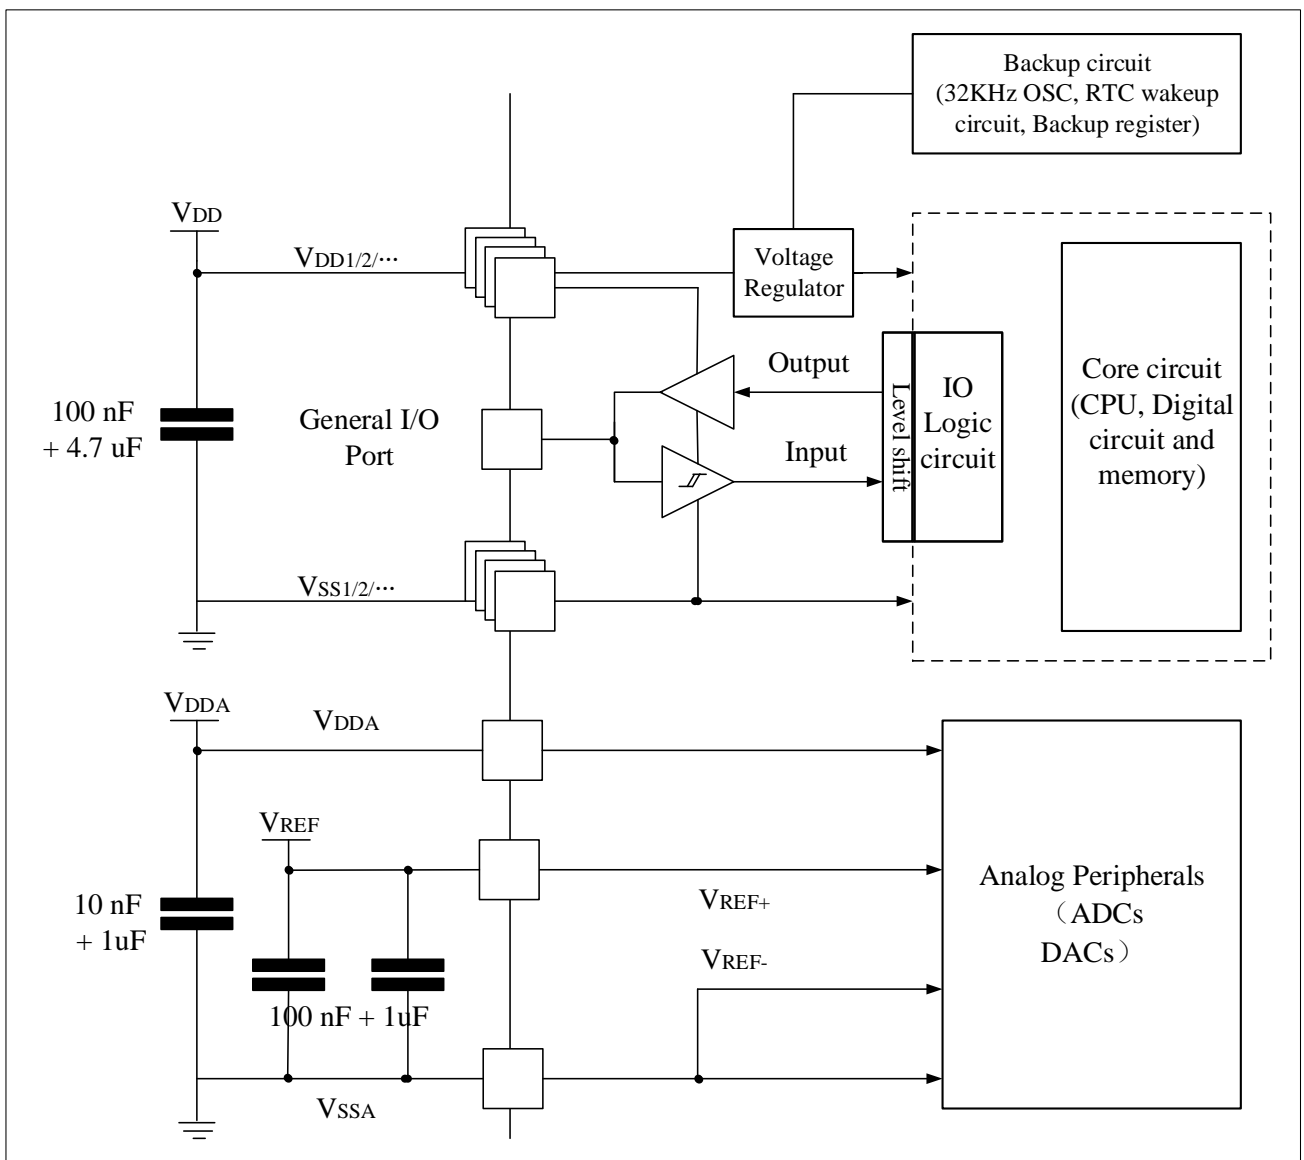 Backup circuit
(32KHz OSC, RTC wakeup
circuit, Backup register)
VDD
VDD1/2/···
Voltage
Regulator
100 nF
+ 4.7 uF
General I/O
Port
Output
Input
Level shift
IO
Logic
circuit
Core circuit
(CPU, Digital
circuit and
memory)
VSS1/2/···
VDDA
VDDA
VREF
10 nF
+ 1uF
VREF+
VREF-
100 nF + 1uF
Analog Peripherals
（ADCs
DACs）
VSSA